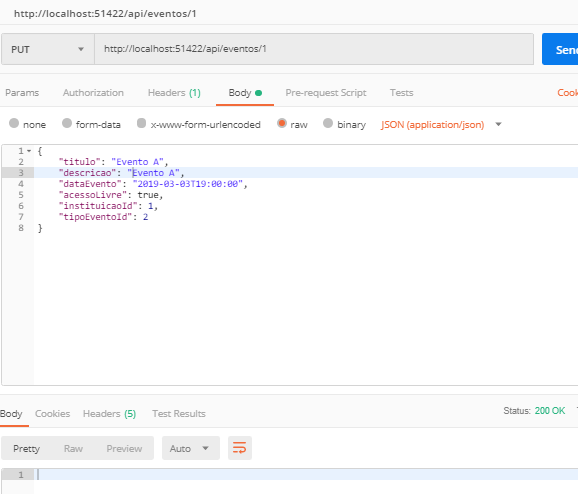 http://localhost:51422/api/eventos/1
PUT http://localhost:51422/api/eventos/1 Send
Params Authorization Headers (1) Body Pre-request Script Tests Cook
none form-data x-www-form-urlencoded raw binary JSON (application/json)
1 {
2 "titulo": "Evento A",
3 "descricao": "Evento A",
4 "dataEvento": "2019-03-03T19:00:00",
5 "acessoLivre": true,
6 "instituicaoId": 1,
7 "tipoEventoId": 2
8 }
Body Cookies Headers (5) Test Results Status: 200 OK
Pretty Raw Preview Auto
1